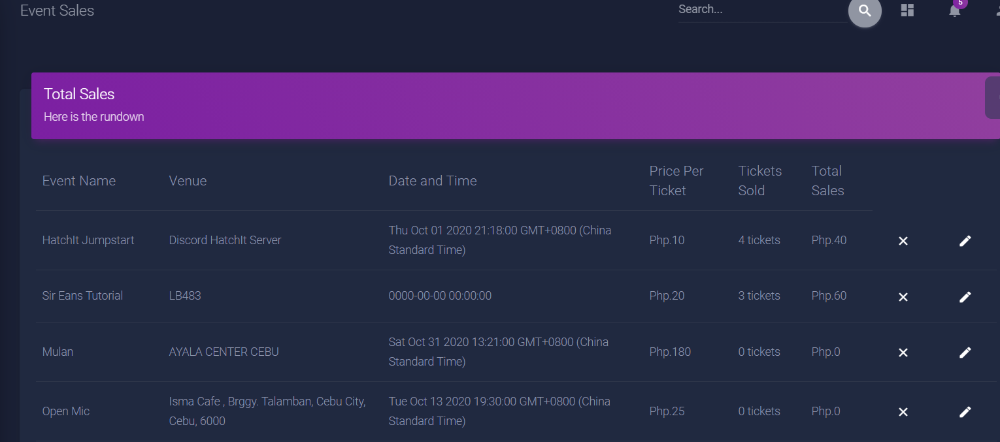 Event Sales
Search...
5
Total Sales
Here is the rundown
Event Name
Venue
Date and Time
Price Per
Ticket
Tickets
Sold
Total
Sales
HatchIt Jumpstart
Discord HatchIt Server
Thu Oct 01 2020 21:18:00 GMT+0800 (China
Standard Time)
Php.10
4 tickets
Php.40
Sir Eans Tutorial
LB483
0000-00-00 00:00:00
Php.20
3 tickets
Php.60
Mulan
AYALA CENTER CEBU
Sat Oct 31 2020 13:21:00 GMT+0800 (China
Standard Time)
Php.180
0 tickets
Php.0
Open Mic
Isma Cafe , Brggy. Talamban, Cebu City,
Cebu, 6000
Tue Oct 13 2020 19:30:00 GMT+0800 (China
Standard Time)
Php.25
0 tickets
Php.0